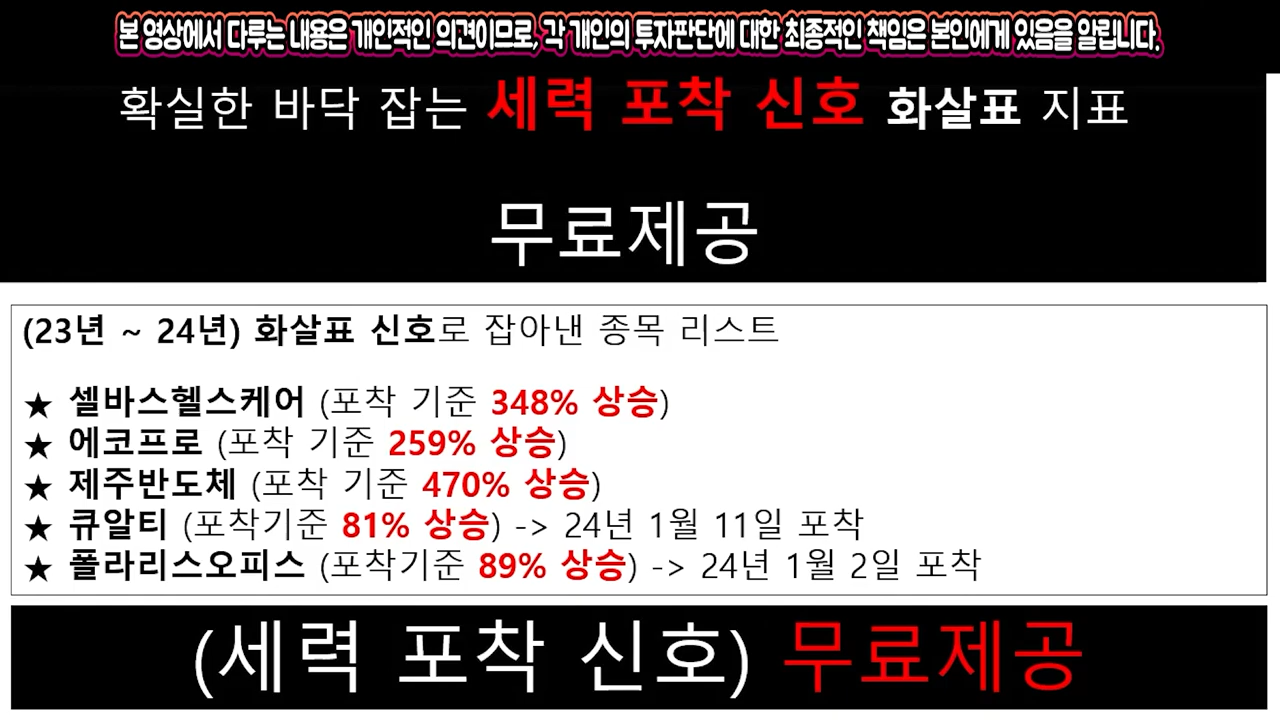 본 영상에서 다루는 내용은 개인적인 의견이므로, 각 개인의 투자판단에 대한 최종적인 책임은 본인에게 있음을 알립니다.
확실한 바닥 잡는 세력 포착 신호 화살표 지표
무료제공
(23년 ~ 24년) 화살표 신호로 잡아낸 종목 리스트
★ 셀바스헬스케어 (포착 기준 348% 상승)
★ 에코프로 (포착 기준 259% 상승)
★ 제주반도체 (포착 기준 470% 상승)
★ 큐알티 (포착기준 81% 상승) -> 24년 1월 11일 포착
★ 폴라리스오피스 (포착기준 89% 상승) -> 24년 1월 2일 포착
(세력 포착 신호) 무료제공